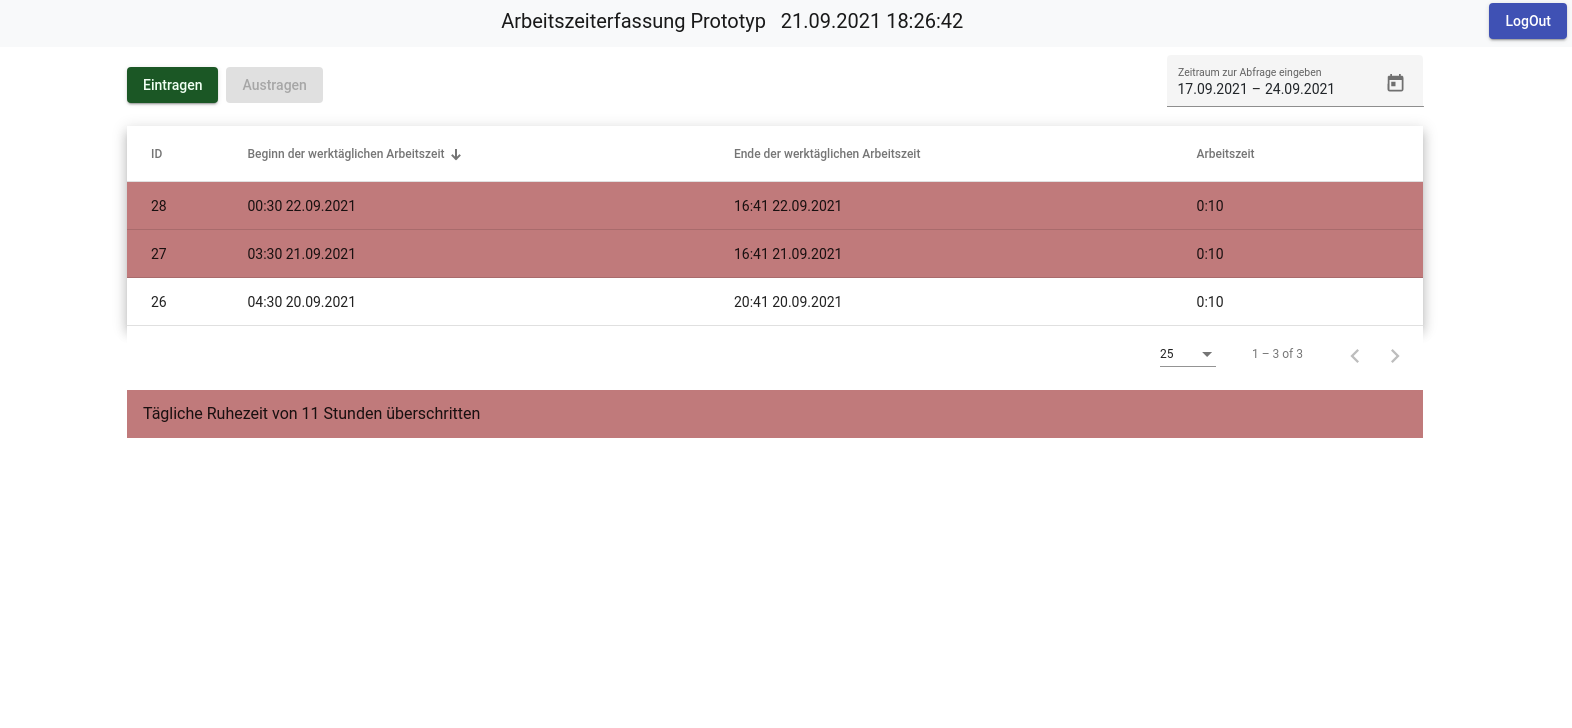 Arbeitszeiterfassung Prototyp 21.09.2021 18:26:42
LogOut
Eintragen Austragen
Zeitraum zur Abfrage eingeben
17.09.2021 – 24.09.2021
ID Beginn der werktäglichen Arbeitszeit Ende der werktäglichen Arbeitszeit Arbeitszeit
28 00:30 22.09.2021 16:41 22.09.2021 0:10
27 03:30 21.09.2021 16:41 21.09.2021 0:10
26 04:30 20.09.2021 20:41 20.09.2021 0:10
25 1 – 3 of 3
Tägliche Ruhezeit von 11 Stunden überschritten